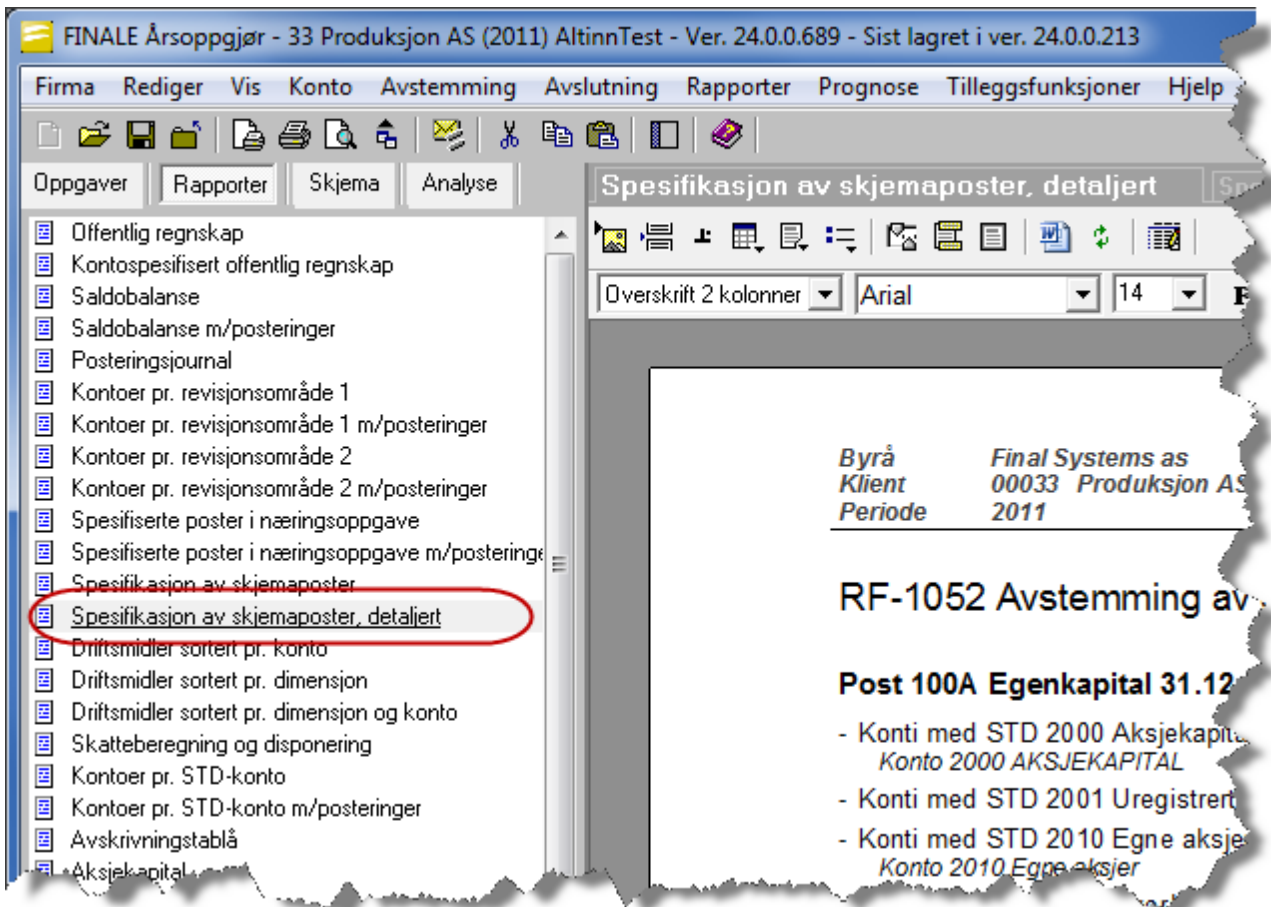 FINALE Årsoppgjør - 33 Produksjon AS (2011) AltinnTest - Ver. 24.0.0.689 - Sist lagret i ver. 24.0.0.213
Firma Rediger Vis Konto Avstemming Avslutning Rapporter Prognose Tilleggsfunksjoner Hjelp
Oppgaver Rapporter Skjema Analyse
Offentlig regnskap
Kontospesifisert offentlig regnskap
Saldobalanse
Saldobalanse m/posteringer
Posteringsjournal
Kontoer pr. revisjonsområde 1
Kontoer pr. revisjonsområde 1 m/posteringer
Kontoer pr. revisjonsområde 2
Kontoer pr. revisjonsområde 2 m/posteringer
Spesifiserte poster i næringsoppgave
Spesifiserte poster i næringsoppgave m/posteringe
Spesifikasjon av skjemaposter
Spesifikasjon av skjemaposter, detaljert
Driftsmidler sortert pr. konto
Driftsmidler sortert pr. dimensjon
Driftsmidler sortert pr. dimensjon og konto
Skatteberegning og disponering
Kontoer pr. STD-konto
Kontoer pr. STD-konto m/posteringer
Avskrivningstablå
Aksjekapital
Spesifikasjon av skjemaposter, detaljert Spe
Overskrift 2 kolonner Arial 14
Byrå Final Systems as
Klient 00033 Produksjon AS
Periode 2011
RF-1052 Avstemming av
Post 100A Egenkapital 31.12
- Konti med STD 2000 Aksjekapita
Konto 2000 AKSJEKAPITAL
- Konti med STD 2001 Uregistrert
- Konti med STD 2010 Egne aksje
Konto 2010 Egne aksjer